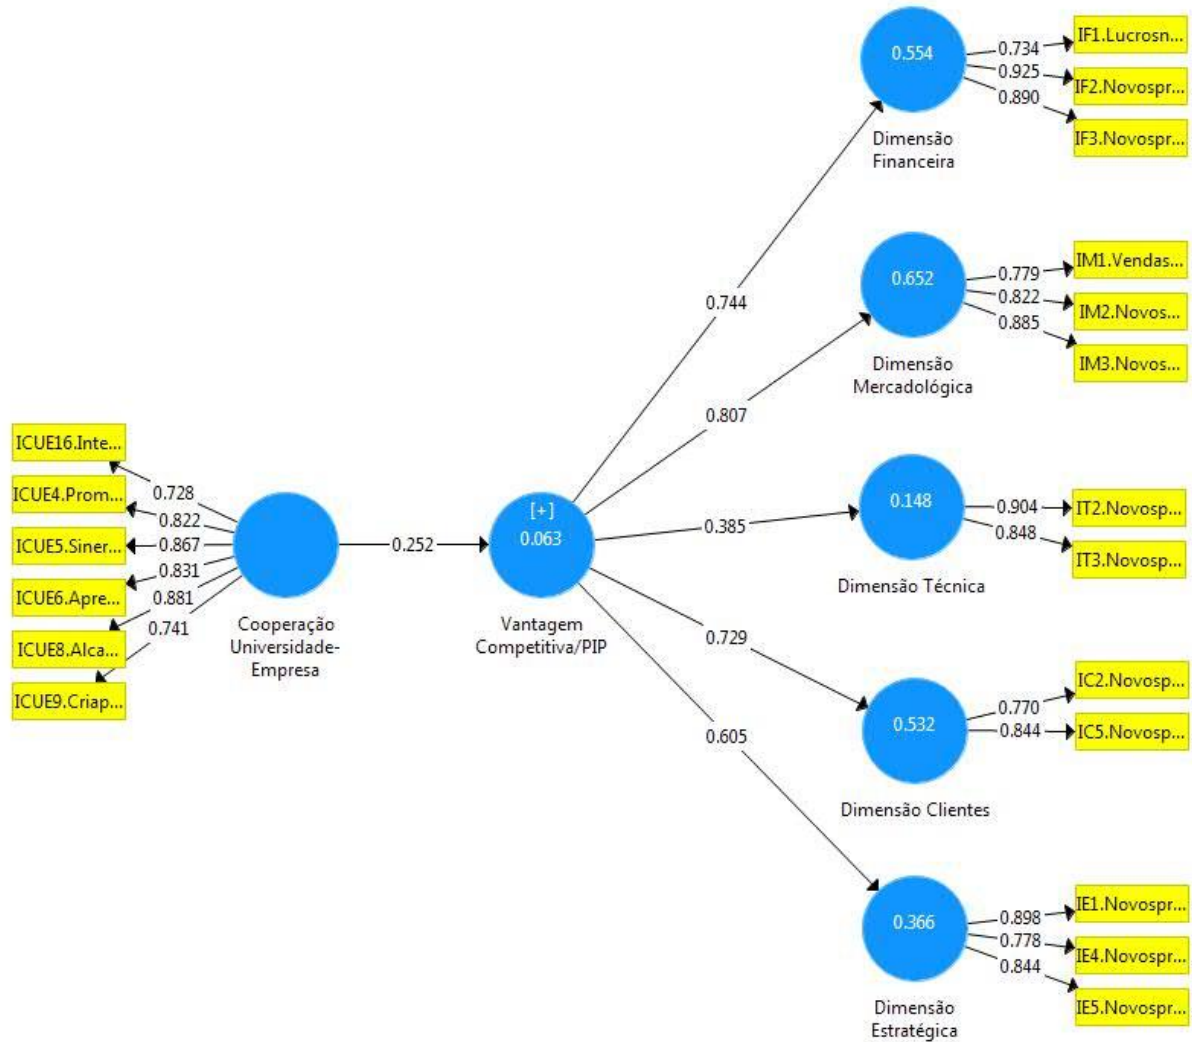 ICUE16.Inte...
ICUE4.Prom...
ICUE5.Siner...
ICUE6.Apre...
ICUE8.Alca...
ICUE9.Criap...
0.728
0.822
0.867
0.831
0.881
0.741
Cooperação
Universidade-
Empresa
0.252
[+]
0.063
Vantagem
Competitiva/PIP
0.744
0.807
0.385
0.729
0.605
0.554
Dimensão
Financeira
0.734
0.925
0.890
IF1.Lucrosn...
IF2.Novospr...
IF3.Novospr...
0.652
Dimensão
Mercadológica
0.779
0.822
0.885
IM1.Vendas...
IM2.Novos...
IM3.Novos...
0.148
Dimensão Técnica
0.904
0.848
IT2.Novosp...
IT3.Novosp...
0.532
Dimensão Clientes
0.770
0.844
IC2.Novosp...
IC5.Novosp...
0.366
Dimensão
Estratégica
0.898
0.778
0.844
IE1.Novospr...
IE4.Novospr...
IE5.Novospr...